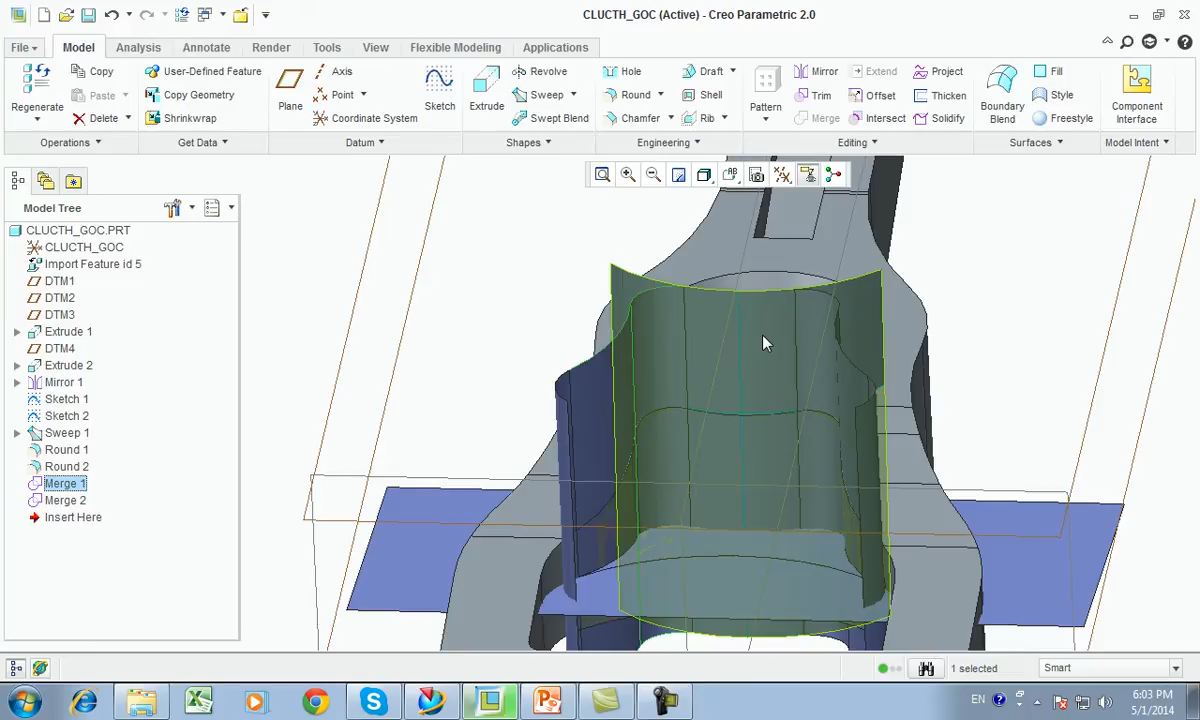 CLUCTH_GOC (Active) - Creo Parametric 2.0
File Model Analysis Annotate Render Tools View Flexible Modeling Applications
Regenerate
Copy
Paste
Delete
Operations
User-Defined Feature
Copy Geometry
Shrinkwrap
Get Data
Plane
Axis
Point
Coordinate System
Sketch
Datum
Extrude
Revolve
Sweep
Swept Blend
Shapes
Hole
Round
Chamfer
Draft
Shell
Rib
Engineering
Pattern
Mirror
Trim
Merge
Extend
Offset
Intersect
Project
Thicken
Solidify
Editing
Boundary
Blend
Fill
Style
Freestyle
Surfaces
Component
Interface
Model Intent
Model Tree
CLUCTH_GOC.PRT
CLUCTH_GOC
Import Feature id 5
DTM1
DTM2
DTM3
Extrude 1
DTM4
Extrude 2
Mirror 1
Sketch 1
Sketch 2
Sweep 1
Round 1
Round 2
Merge 1
Merge 2
Insert Here
1 selected
Smart
EN
6:03 PM
5/1/2014